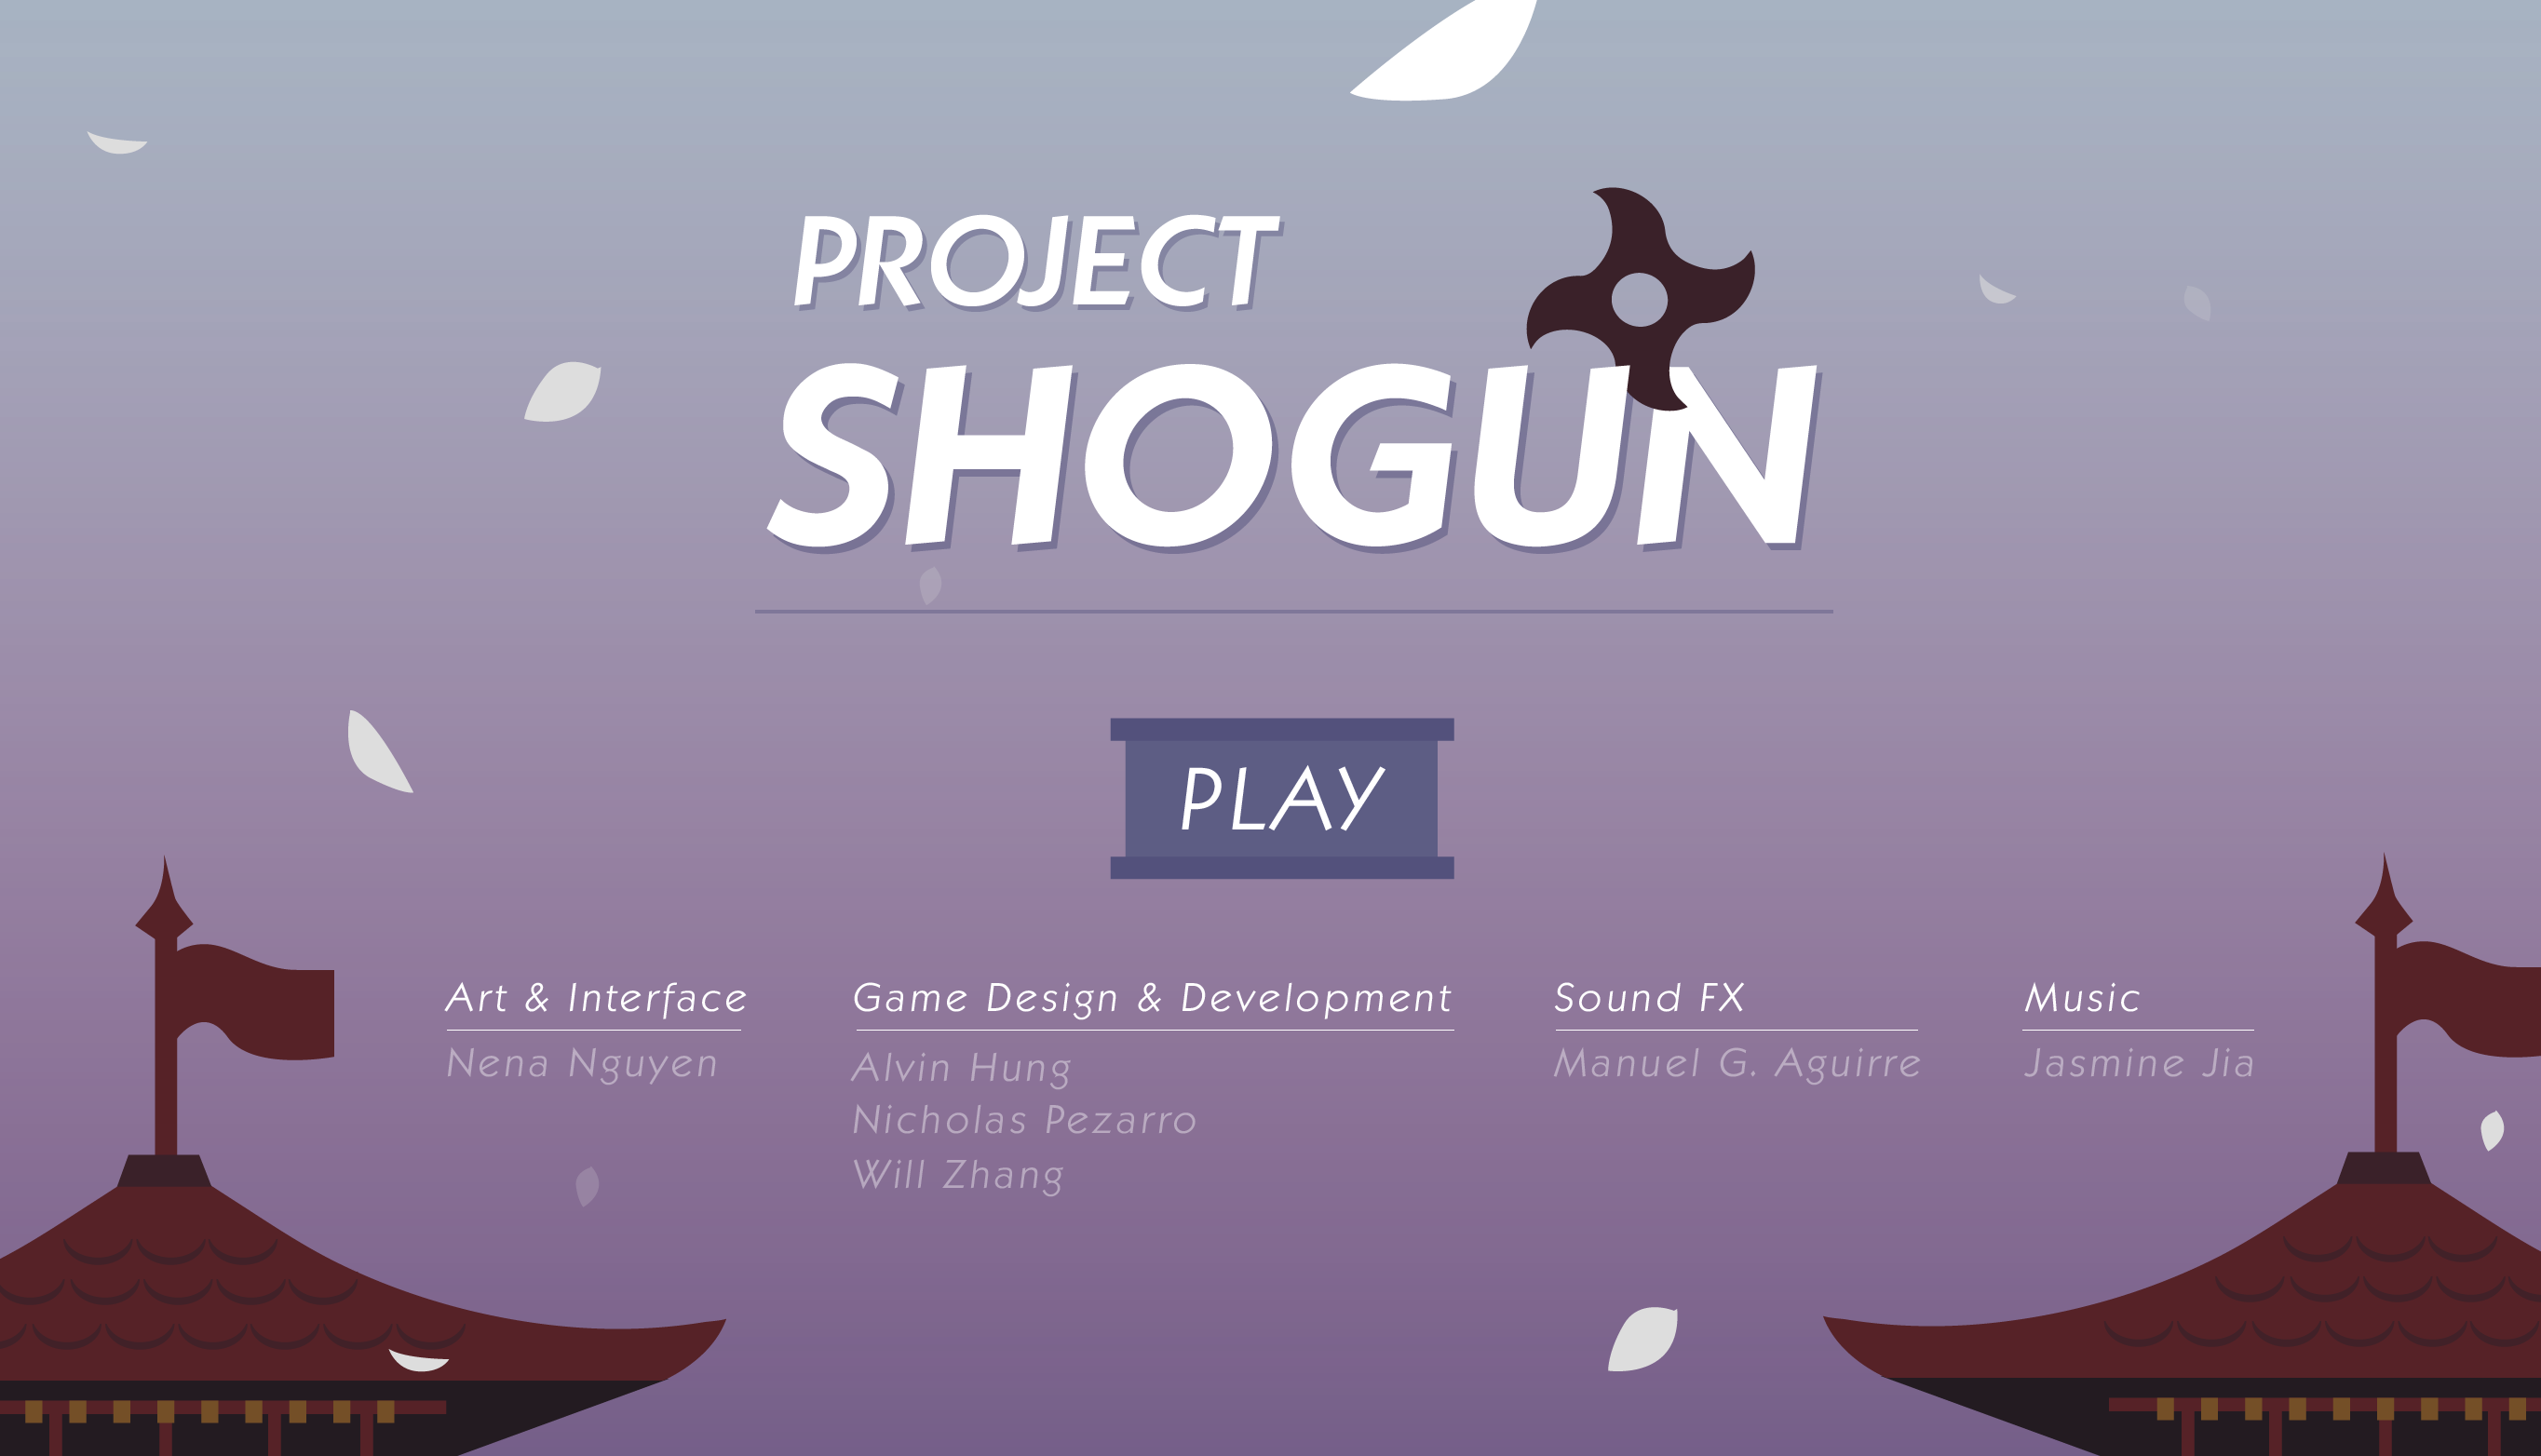 PROJECT
SHOGUN
PLAY
Art & Interface
Nena Nguyen
Game Design & Development
Alvin Hung
Nicholas Pezarro
Will Zhang
Sound FX
Manuel G. Aguirre
Music
Jasmine Jia